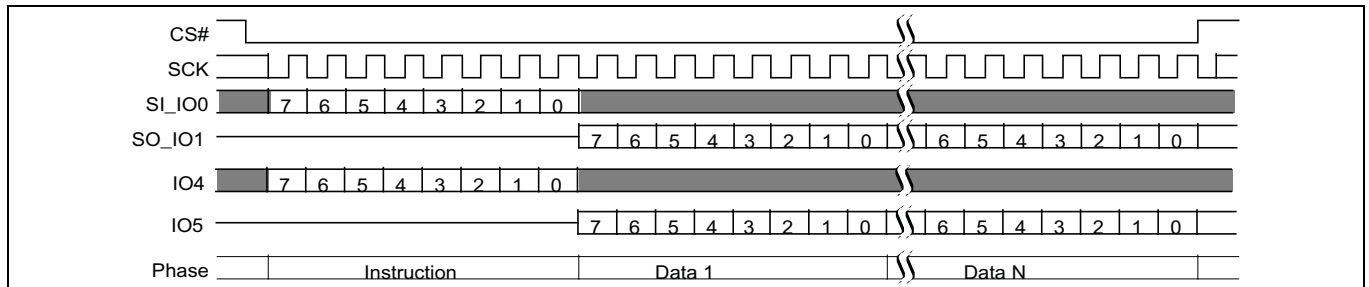 CS#
SCK
SI_IO0 7 6 5 4 3 2 1 0
SO_IO1 7 6 5 4 3 2 1 0 6 5 4 3 2 1 0
IO4 7 6 5 4 3 2 1 0
IO5 7 6 5 4 3 2 1 0 6 5 4 3 2 1 0
Phase Instruction Data 1 Data N